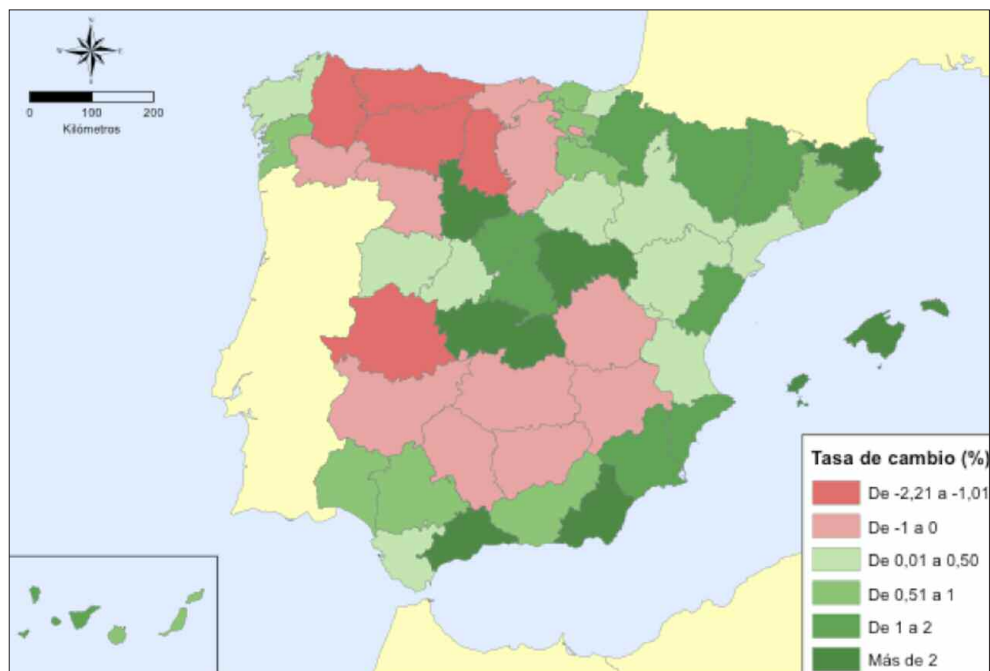 N
0
100
200
Kilómetros
Tasa de cambio (%)
De -2,21 a -1,01
De -1 a 0
De 0,01 a 0,50
De 0,51 a 1
De 1 a 2
Más de 2